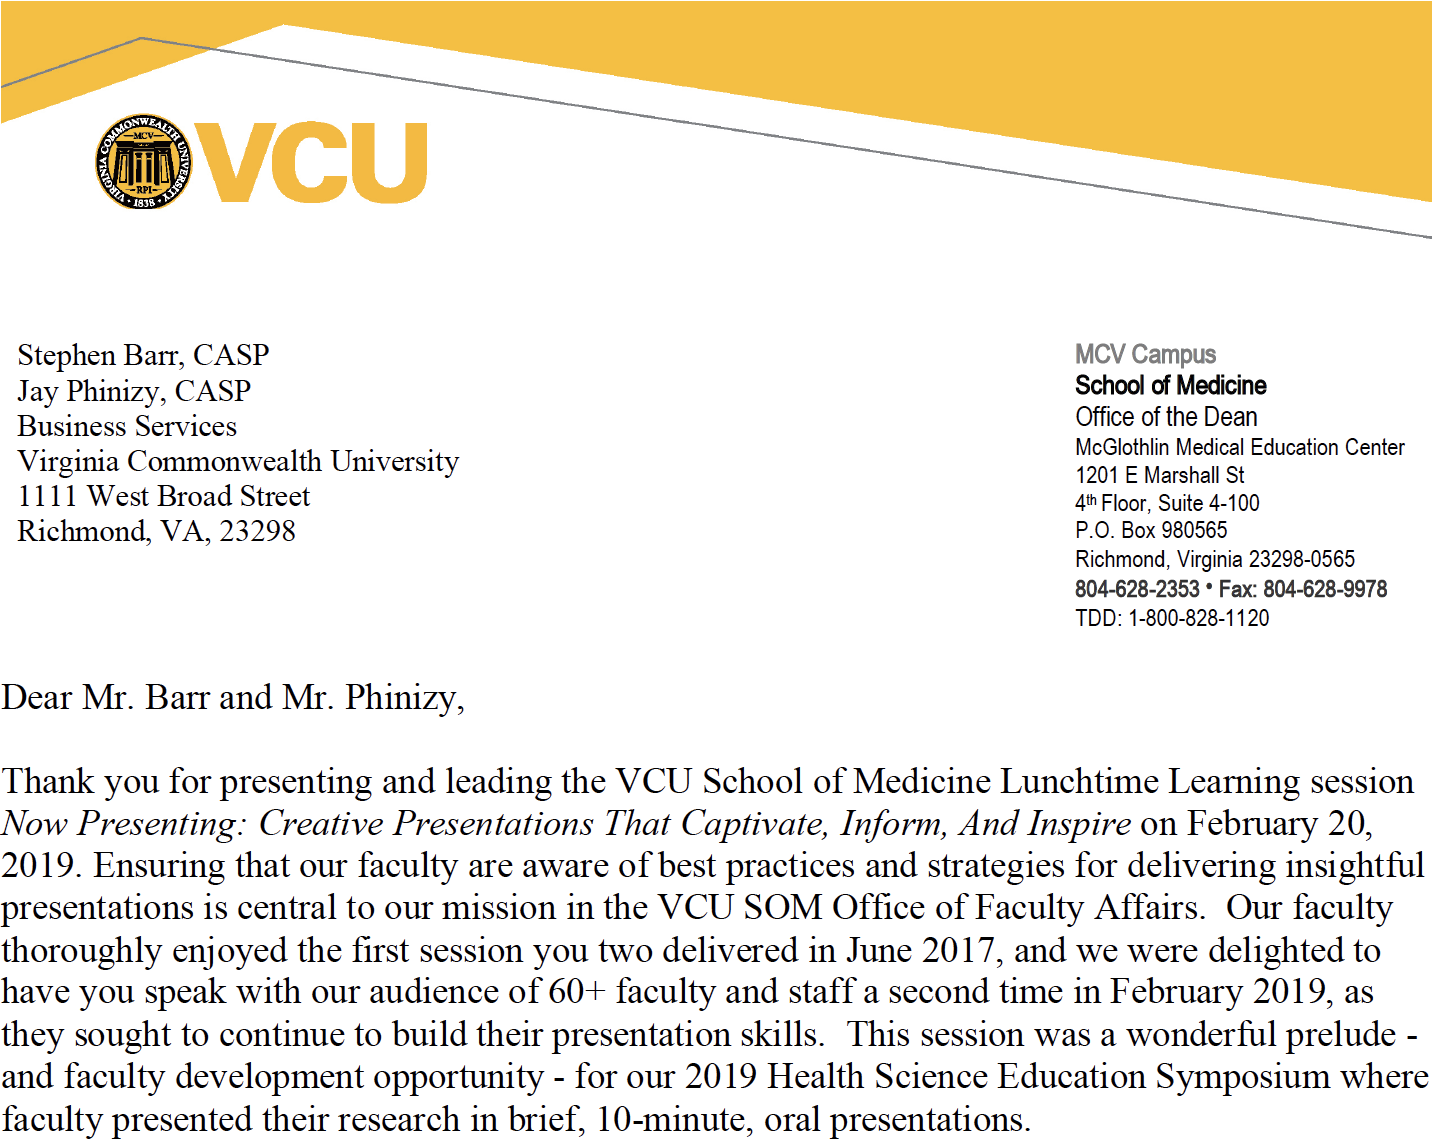 VIRGINIA COMMONWEALTH UNIVERSITY
MCV
RPI
1838
VCU
Stephen Barr, CASP
Jay Phinizy, CASP
Business Services
Virginia Commonwealth University
1111 West Broad Street
Richmond, VA, 23298
MCV Campus
School of Medicine
Office of the Dean
McGlothlin Medical Education Center
1201 E Marshall St
4th Floor, Suite 4-100
P.O. Box 980565
Richmond, Virginia 23298-0565
804-628-2353 • Fax: 804-628-9978
TDD: 1-800-828-1120
Dear Mr. Barr and Mr. Phinizy,
Thank you for presenting and leading the VCU School of Medicine Lunchtime Learning session
Now Presenting: Creative Presentations That Captivate, Inform, And Inspire on February 20,
2019. Ensuring that our faculty are aware of best practices and strategies for delivering insightful
presentations is central to our mission in the VCU SOM Office of Faculty Affairs.  Our faculty
thoroughly enjoyed the first session you two delivered in June 2017, and we were delighted to
have you speak with our audience of 60+ faculty and staff a second time in February 2019, as
they sought to continue to build their presentation skills.  This session was a wonderful prelude -
and faculty development opportunity - for our 2019 Health Science Education Symposium where
faculty presented their research in brief, 10-minute, oral presentations.